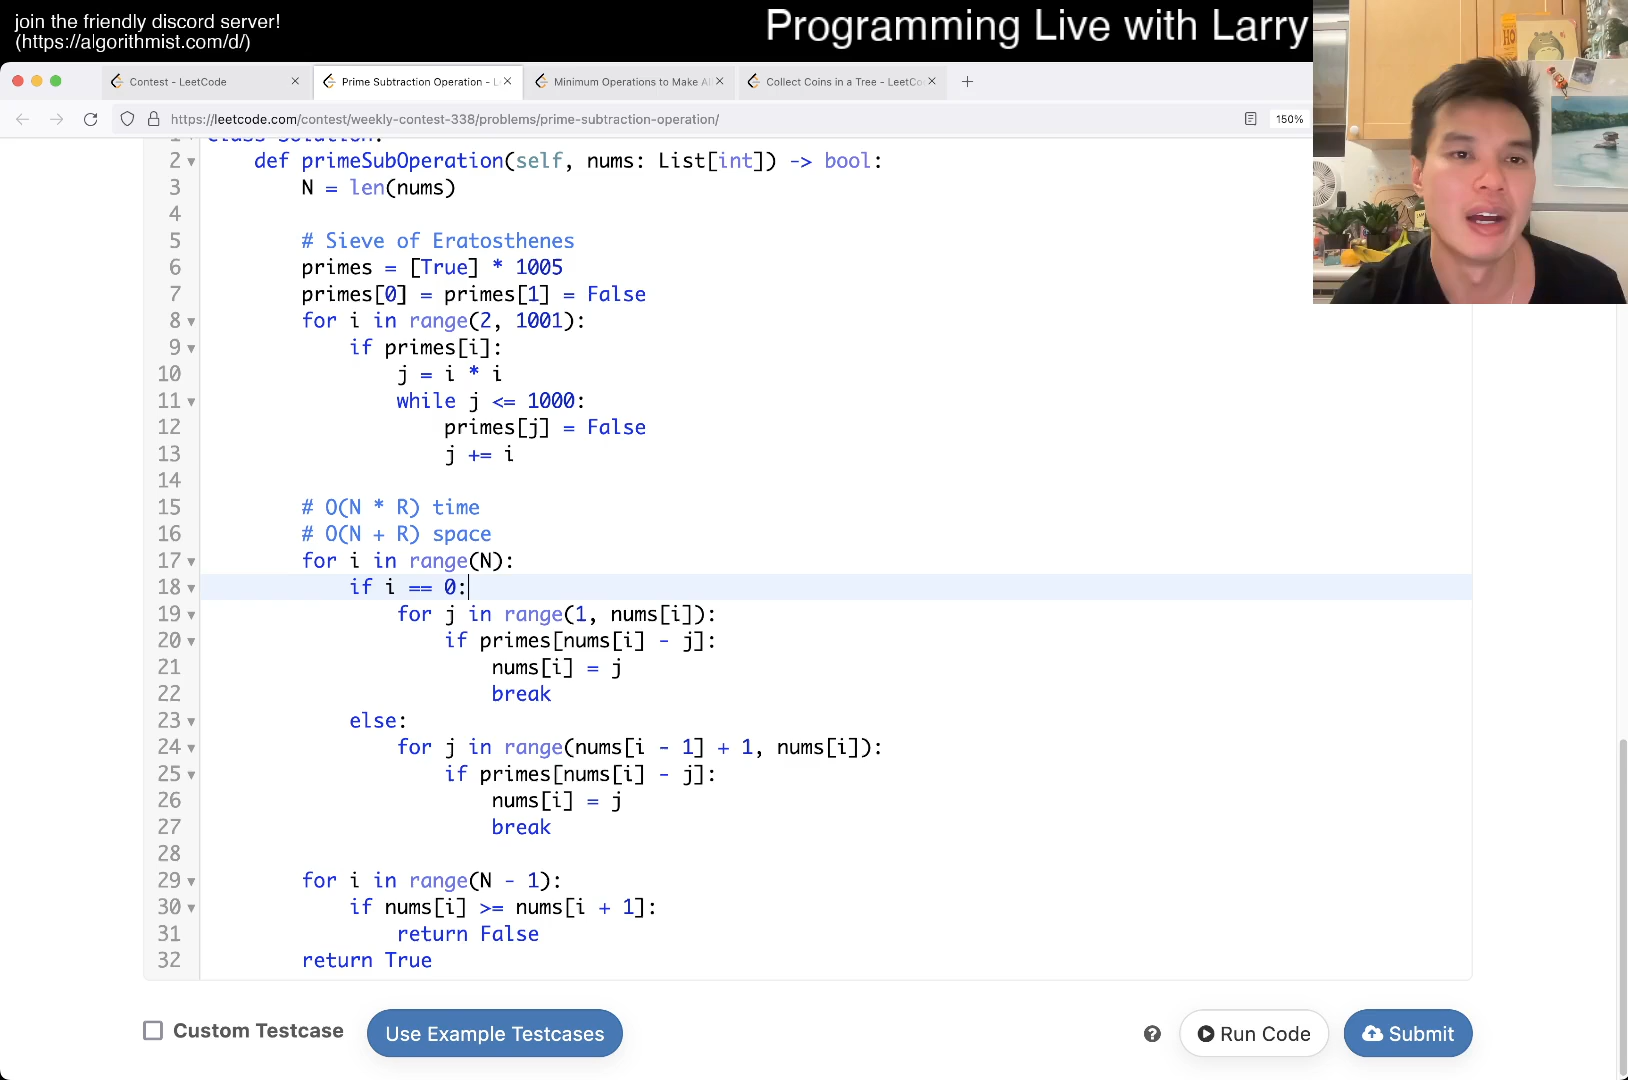 join the friendly discord server!
(https://algorithmist.com/d/)
Programming Live with Larry
Contest - LeetCode
Prime Subtraction Operation - L
Minimum Operations to Make Al
Collect Coins in a Tree - LeetCo
https://leetcode.com/contest/weekly-contest-338/problems/prime-subtraction-operation/
150%
2 def primeSubOperation(self, nums: List[int]) -> bool:
3 N = len(nums)
4
5 # Sieve of Eratosthenes
6 primes = [True] * 1005
7 primes[0] = primes[1] = False
8 for i in range(2, 1001):
9 if primes[i]:
10 j = i * i
11 while j <= 1000:
12 primes[j] = False
13 j += i
14
15 # O(N * R) time
16 # O(N + R) space
17 for i in range(N):
18 if i == 0:
19 for j in range(1, nums[i]):
20 if primes[nums[i] - j]:
21 nums[i] = j
22 break
23 else:
24 for j in range(nums[i - 1] + 1, nums[i]):
25 if primes[nums[i] - j]:
26 nums[i] = j
27 break
28
29 for i in range(N - 1):
30 if nums[i] >= nums[i + 1]:
31 return False
32 return True
Custom Testcase
Use Example Testcases
?
Run Code
Submit